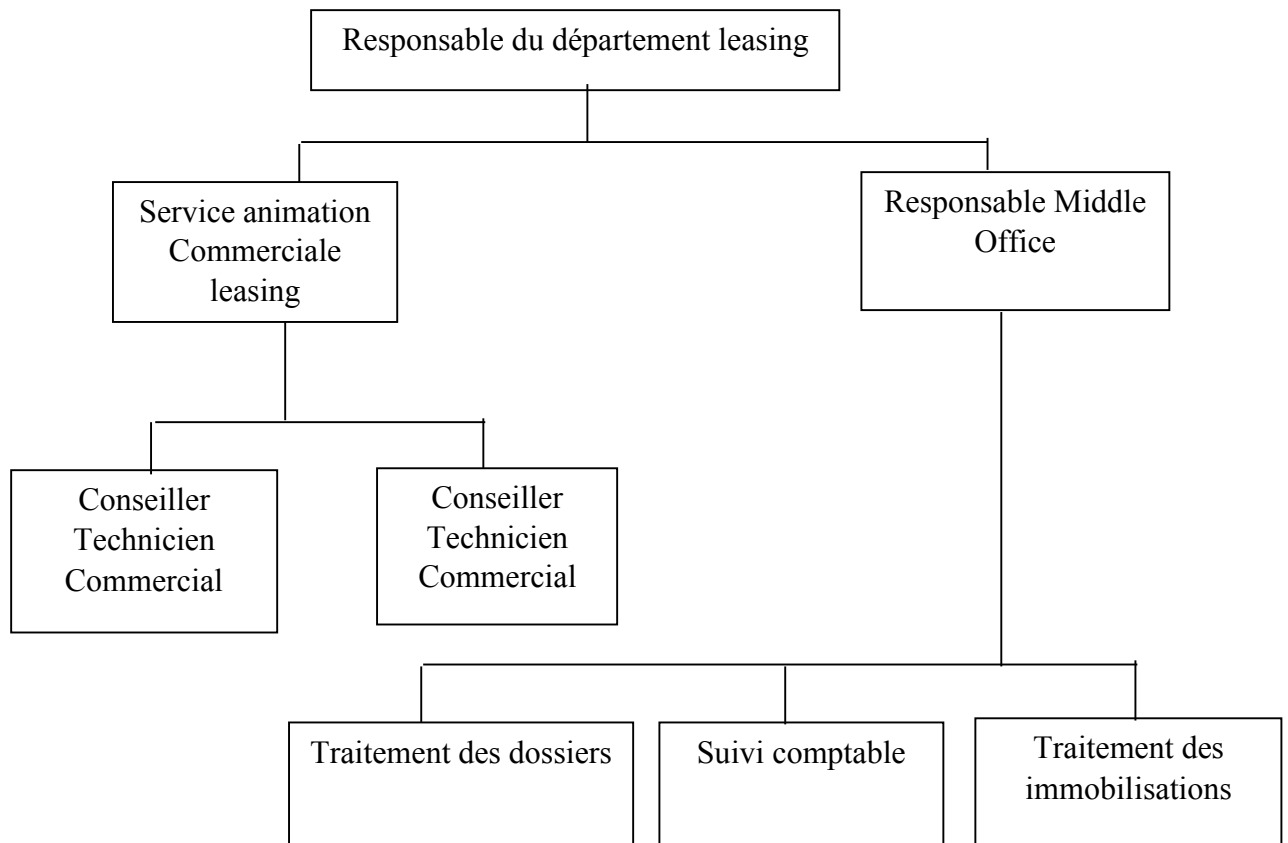 Responsable du département leasing
Service animation
Commerciale
leasing
Responsable Middle
Office
Conseiller
Technicien
Commercial
Conseiller
Technicien
Commercial
Traitement des dossiers
Suivi comptable
Traitement des
immobilisations